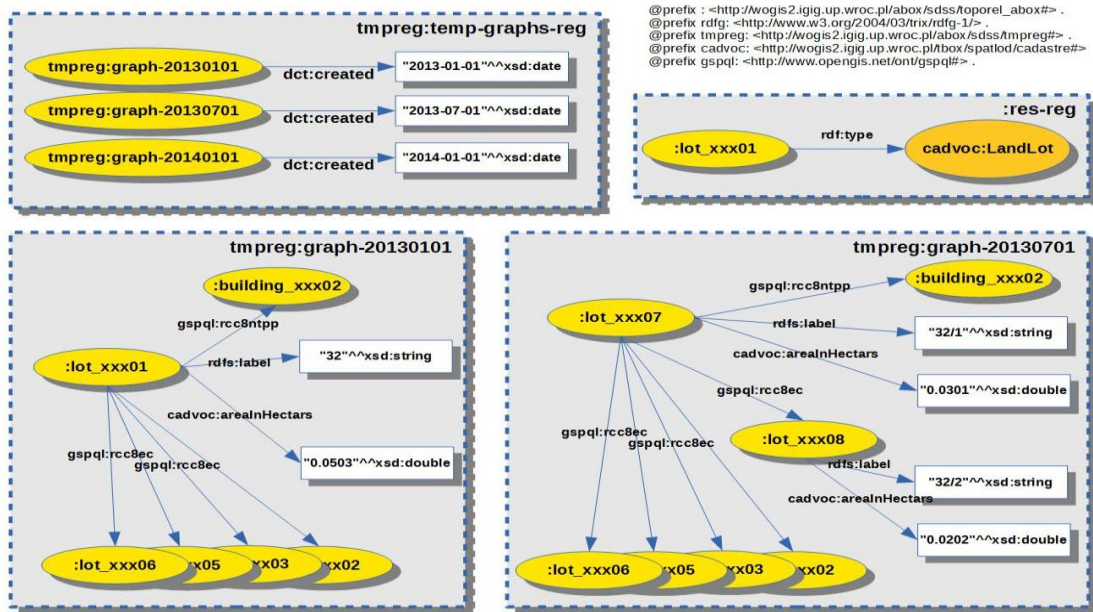 tmpreg:temp-graphs-reg
tmpreg:graph-20130101
dct:created
"2013-01-01"^^xsd:date
tmpreg:graph-20130701
dct:created
"2013-07-01"^^xsd:date
tmpreg:graph-20140101
dct:created
"2014-01-01"^^xsd:date
@prefix : <http://wogis2.igig.up.wroc.pl/abox/sdss/toporel_abox#> .
@prefix rdfg: <http://www.w3.org/2004/03/trix/rdfg-1/> .
@prefix tmpreg: <http://wogis2.igig.up.wroc.pl/abox/sdss/tmpreg#> .
@prefix cadvoc: <http://wogis2.igig.up.wroc.pl/tbox/spatlod/cadastre#>
@prefix gspql: <http://www.opengis.net/ont/gspql#> .
:res-reg
:lot_xxx01
rdf:type
cadvoc:LandLot
tmpreg:graph-20130101
:building_xxx02
gspql:rcc8ntpp
:lot_xxx01
rdfs:label
"32"^^xsd:string
cadvoc:areaInHectars
"0.0503"^^xsd:double
gspql:rcc8ec
gspql:rcc8ec
:lot_xxx06
xx05
xx03
xx02
tmpreg:graph-20130701
:building_xxx02
gspql:rcc8ntpp
:lot_xxx07
rdfs:label
"32/1"^^xsd:string
cadvoc:areaInHectars
"0.0301"^^xsd:double
gspql:rcc8ec
gspql:rcc8ec
gspql:rcc8ec
:lot_xxx08
rdfs:label
"32/2"^^xsd:string
cadvoc:areaInHectars
"0.0202"^^xsd:double
:lot_xxx06
xx05
xx03
xx02